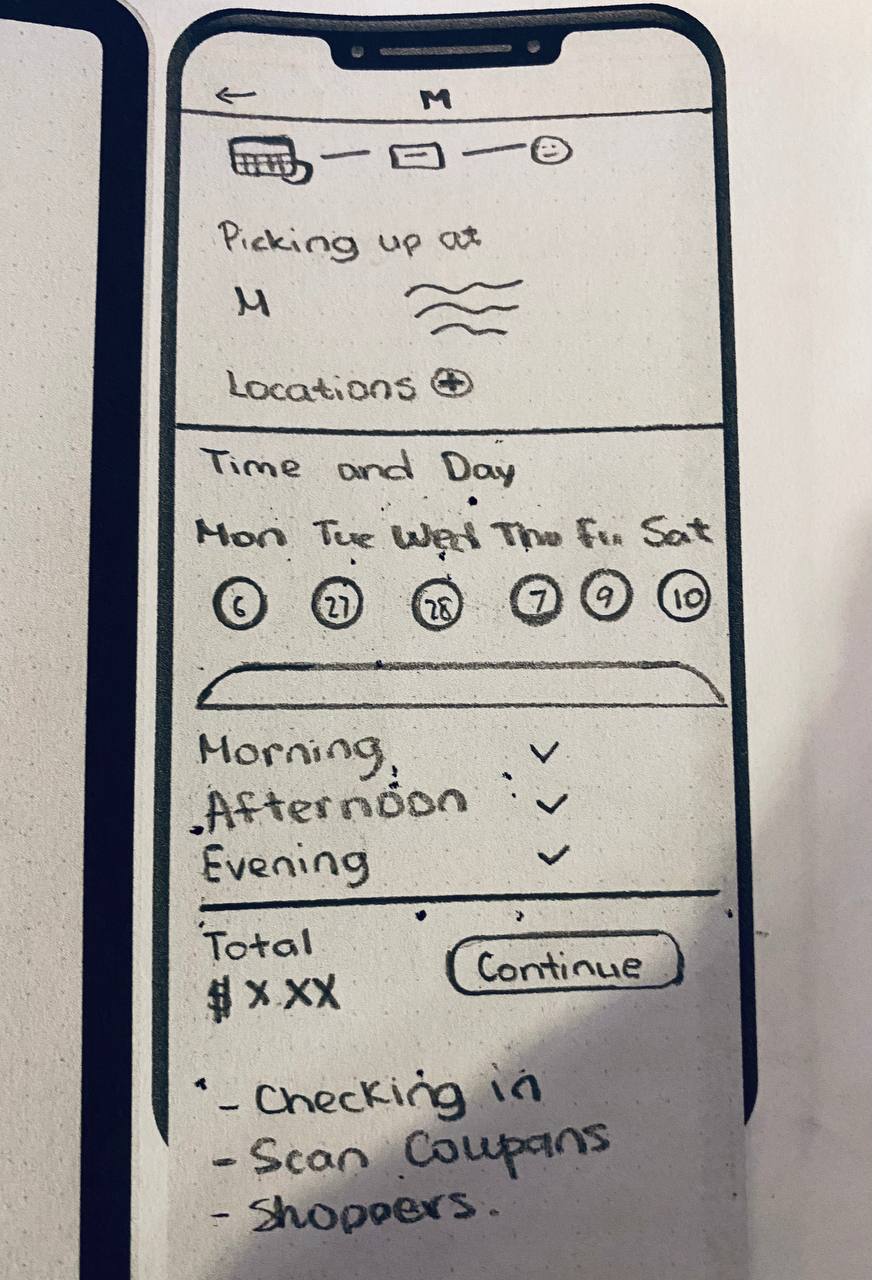 ← M
Picking up at
M
Locations ⊕
Time and Day
Mon Tue Wed Thu Fri Sat
6 27 28 7 9 10
Morning ✓
Afternoon ✓
Evening ✓
Total
$ X.XX
Continue
- Checking in
- Scan Coupans
- Shoppers.